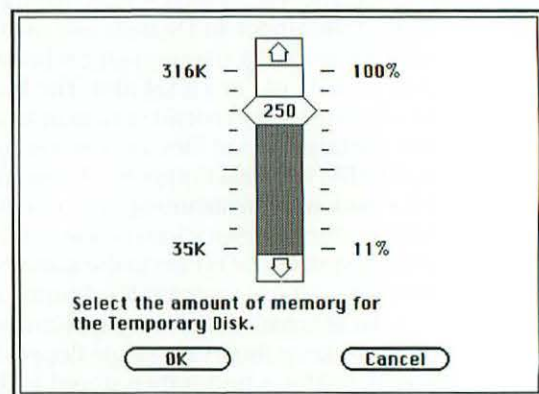 316K 100%
250
35K 11%
Select the amount of memory for
the Temporary Disk.
OK Cancel